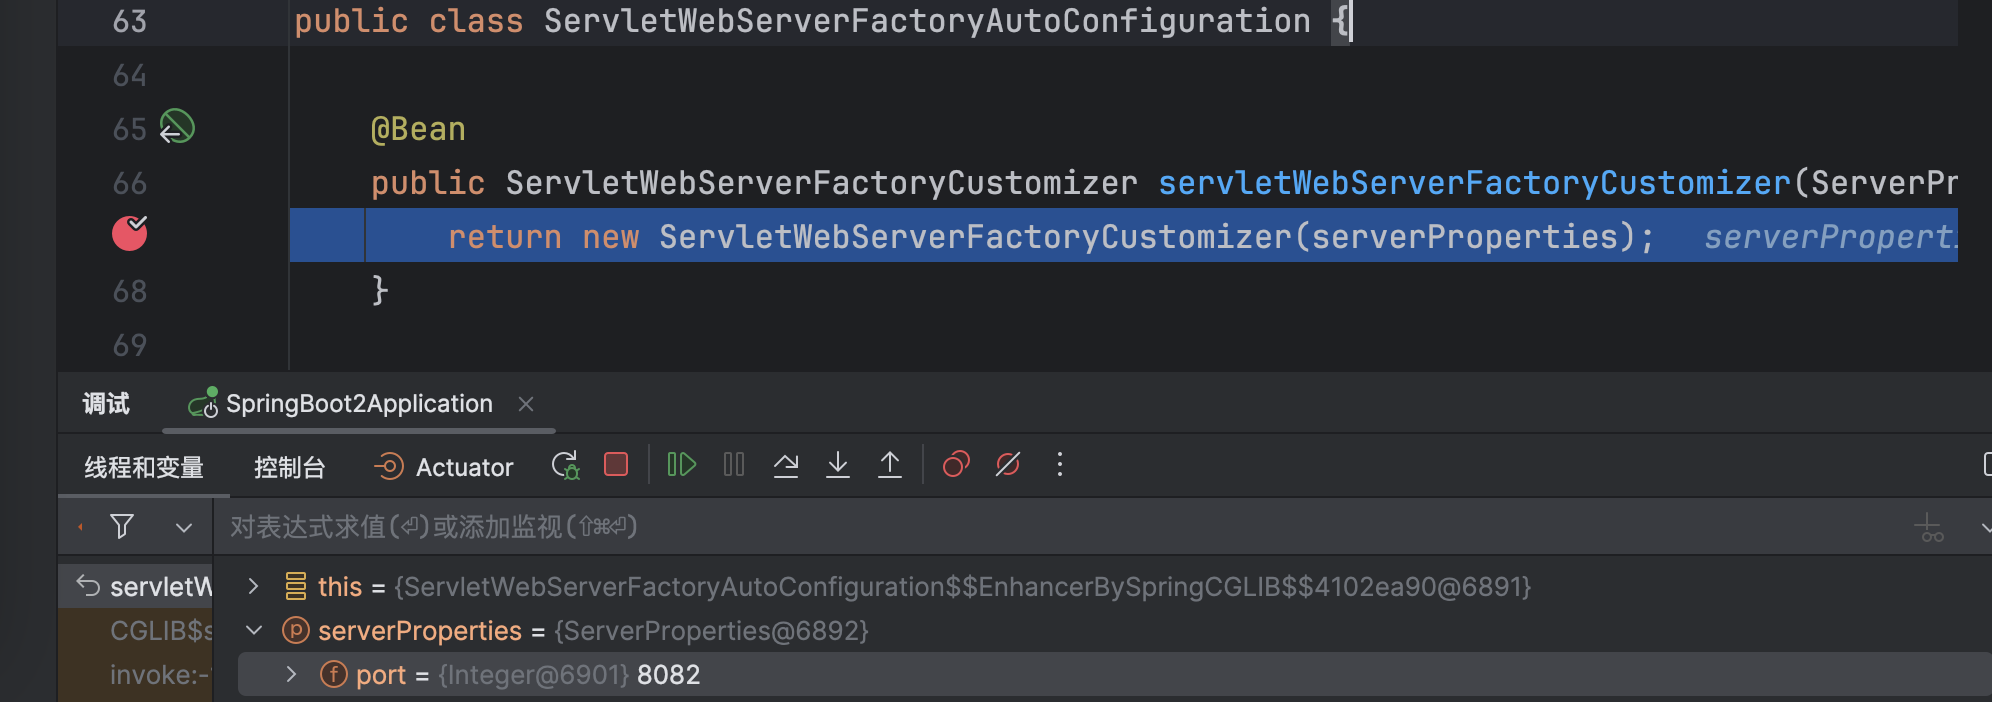 63 public class ServletWebServerFactoryAutoConfiguration {
64
65 @Bean
66 public ServletWebServerFactoryCustomizer servletWebServerFactoryCustomizer(ServerPr
return new ServletWebServerFactoryCustomizer(serverProperties); serverProperti
68 }
69
调试 SpringBoot2Application
线程和变量 控制台 Actuator
对表达式求值(⏎)或添加监视(⇧⌘⏎)
servletW
CGLIB$s
invoke:-
this = {ServletWebServerFactoryAutoConfiguration$$EnhancerBySpringCGLIB$$4102ea90@6891}
serverProperties = {ServerProperties@6892}
port = {Integer@6901} 8082